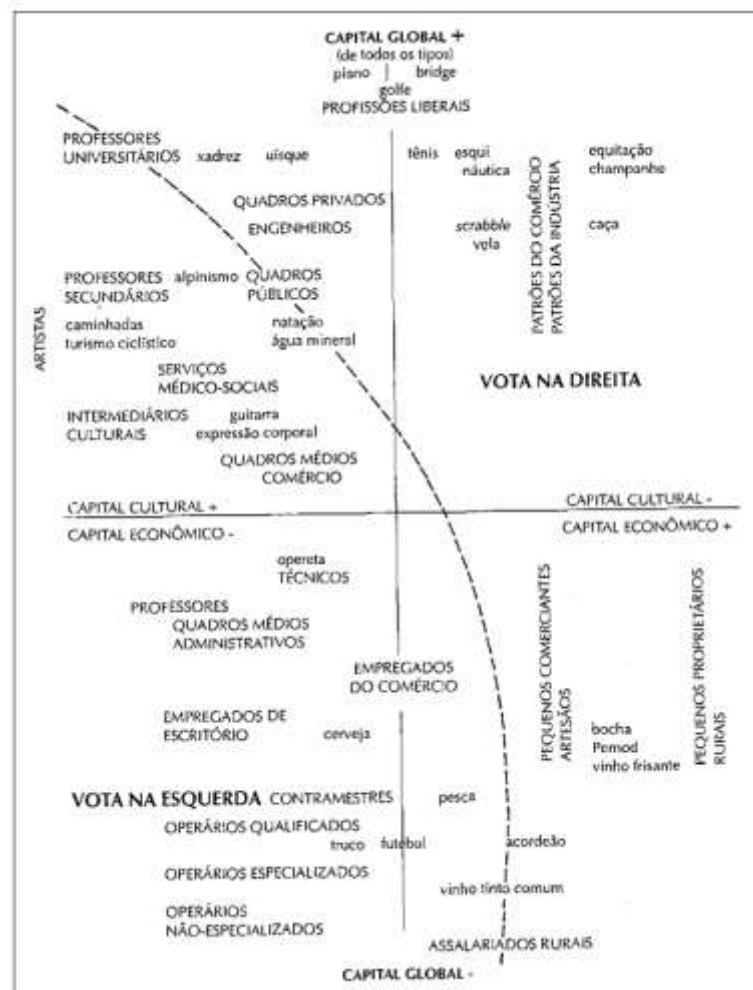 CAPITAL GLOBAL +
(de todos os tipos)
piano | bridge
golfe
PROFISSÕES LIBERAIS
PROFESSORES
UNIVERSITÁRIOS xadrez uísque
tênis esqui
náutica
equitação
champanhe
PATRÕES DO COMÉRCIO
PATRÕES DA INDÚSTRIA
QUADROS PRIVADOS
ENGENHEIROS
scrabble
vela
caça
PROFESSORES alpinismo QUADROS
SECUNDÁRIOS PÚBLICOS
ARTISTAS
caminhadas
turismo ciclístico
natação
água mineral
SERVIÇOS
MÉDICO-SOCIAIS
VOTA NA DIREITA
INTERMEDIÁRIOS guitarra
CULTURAIS expressão corporal
QUADROS MÉDIOS
COMÉRCIO
CAPITAL CULTURAL +
CAPITAL CULTURAL -
CAPITAL ECONÔMICO -
CAPITAL ECONÔMICO +
opereta
TÉCNICOS
PROFESSORES
QUADROS MÉDIOS
ADMINISTRATIVOS
EMPREGADOS
DO COMÉRCIO
PEQUENOS COMERCIANTES
ARTESÃOS
PEQUENOS PROPRIETÁRIOS
RURAIS
EMPREGADOS DE
ESCRITÓRIO cerveja
bocha
Pernod
vinho frisante
VOTA NA ESQUERDA CONTRAMESTRES pesca
OPERÁRIOS QUALIFICADOS
truco futebol acordeão
OPERÁRIOS ESPECIALIZADOS
vinho tinto comum
OPERÁRIOS
NÃO-ESPECIALIZADOS
ASSALARIADOS RURAIS
CAPITAL GLOBAL -